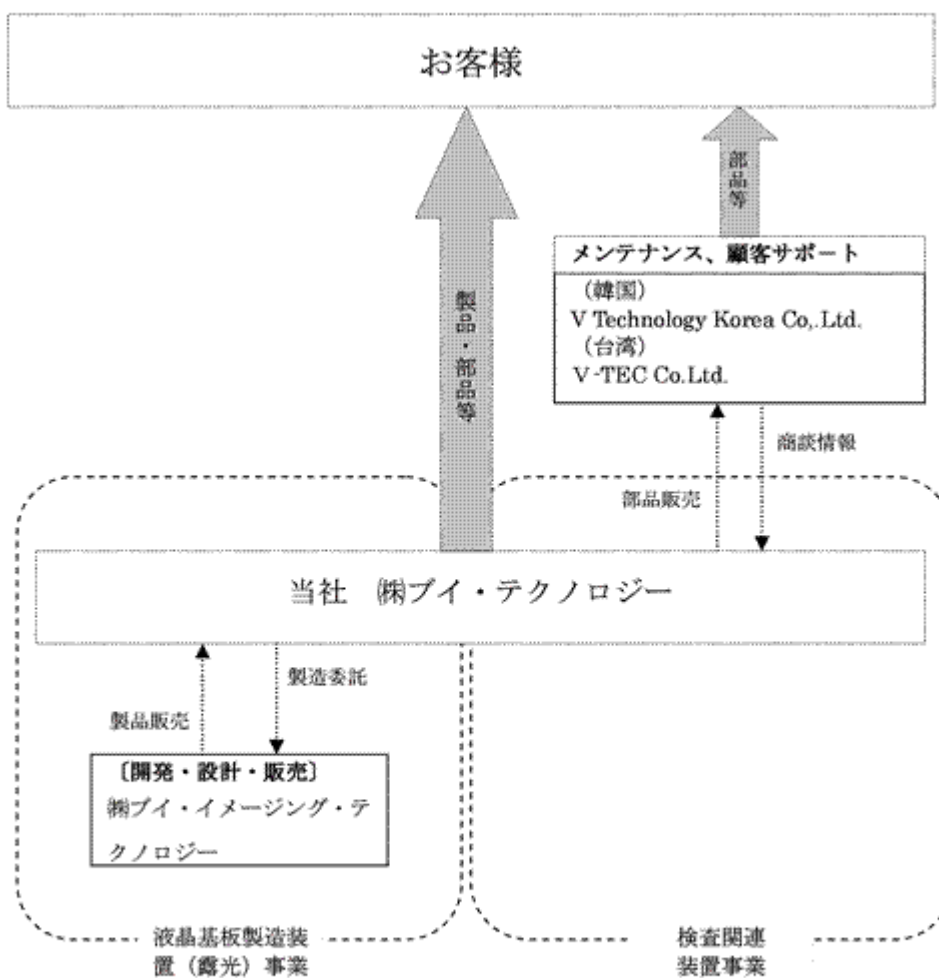 お客様
部品等
メンテナンス、顧客サポート
（韓国）
V Technology Korea Co,.Ltd.
（台湾）
V-TEC Co.Ltd.
製品・部品等
商談情報
部品販売
当社　㈱ブイ・テクノロジー
製造委託
製品販売
〔開発・設計・販売〕
㈱ブイ・イメージング・テ
クノロジー
液晶基板製造装
置（露光）事業
検査関連
装置事業